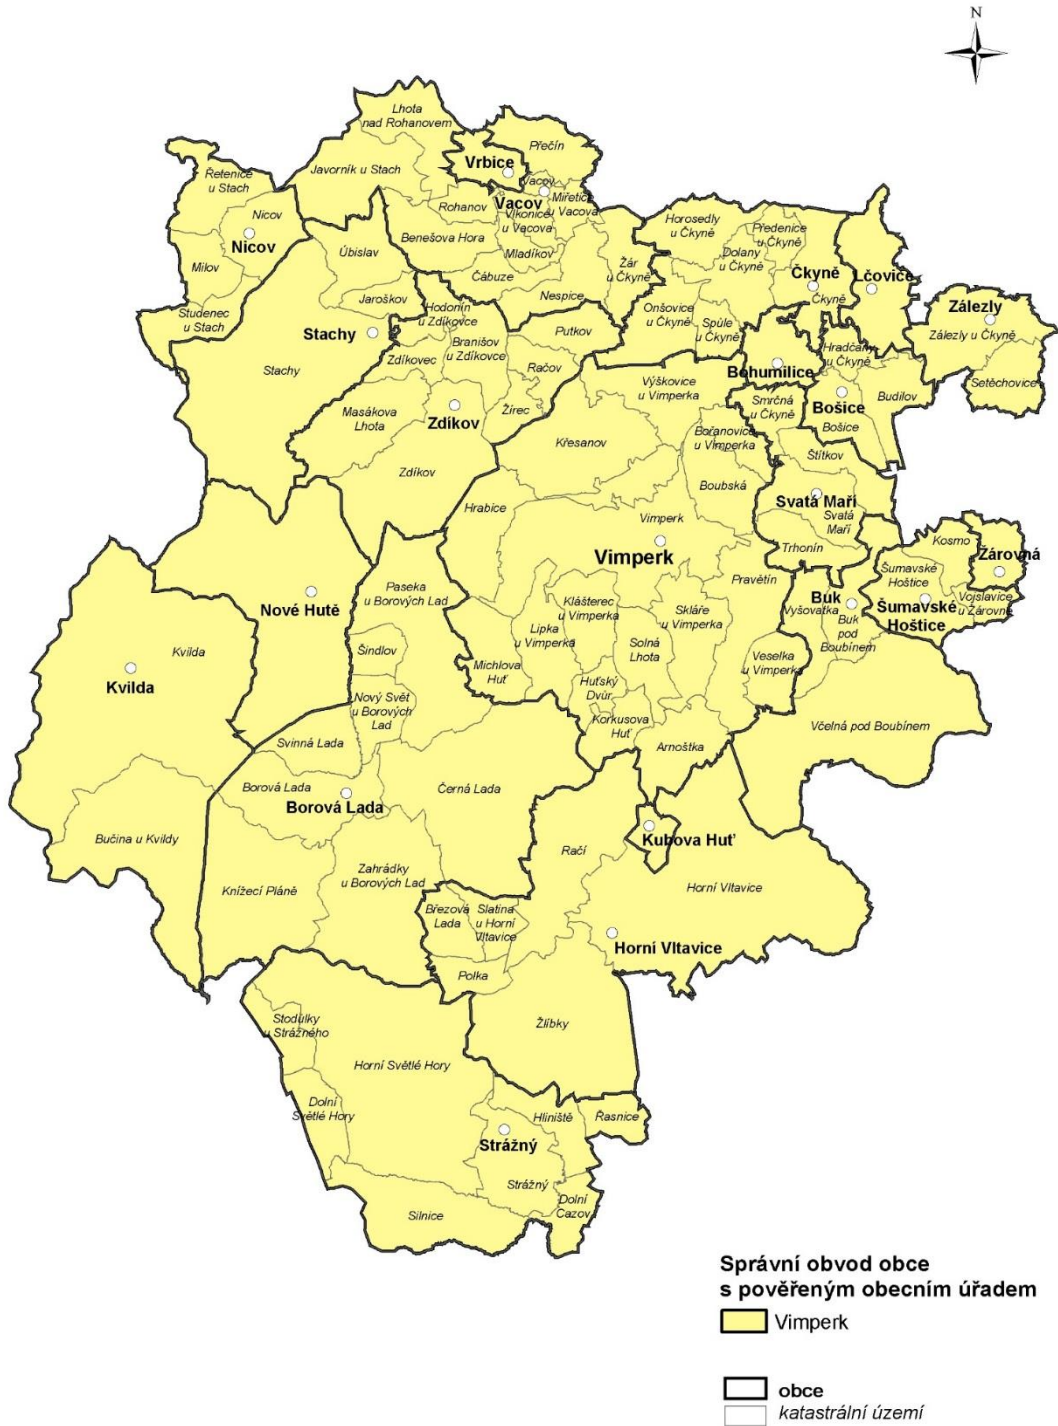 N
Lhota
nad Rohanovem
Přečín
Vrbice
Řetenice
u Stach
Javorník u Stach
Vacov
Miřetice
u Vacova
Nicov
Rohanov
Vacov
Vlkonice
u Vacova
Horosedly
u Čkyně
Předenice
u Čkyně
Nicov
Benešova Hora
Mladíkov
Úbislav
Dolany
u Čkyně
Milov
Čábuze
Žár
u Čkyně
Čkyně
Lčovice
Jaroškov
Nespice
Čkyně
Studenec
u Stach
Hodonín
u Zdíkovce
Onšovice
u Čkyně
Zálezly
Stachy
Branišov
u Zdíkovce
Putkov
Spůle
u Čkyně
Zálezly u Čkyně
Zdíkovec
Hradčany
u Čkyně
Stachy
Račov
Bohumilice
Výškovice
u Vimperka
Setěchovice
Masákova
Lhota
Žírec
Smrčná
u Čkyně
Bošice
Budilov
Zdíkov
Bošice
Křesanov
Bořanovice
u Vimperka
Štítkov
Zdíkov
Boubská
Hrabice
Svatá Maří
Vimperk
Svatá
Maří
Vimperk
Trhonín
Kosmo
Žárovná
Šumavské
Hoštice
Paseka
u Borových Lad
Pravětín
Nové Hutě
Klášterec
u Vimperka
Skláře
u Vimperka
Buk
Vyšovatka
Šumavské
Hoštice
Vojslavice
u Žárovné
Lipka
u Vimperka
Buk
pod
Boubínem
Kvilda
Šindlov
Solná
Lhota
Kvilda
Michlova
Huť
Veselka
u Vimperka
Huťský
Dvůr
Nový Svět
u Borových
Lad
Korkusova
Huť
Včelná pod Boubínem
Svinná Lada
Arnoštka
Borová Lada
Černá Lada
Borová Lada
Bučina u Kvildy
Kubova Huť
Račí
Zahrádky
u Borových Lad
Knížecí Pláně
Horní Vltavice
Březová
Lada
Slatina
u Horní
Vltavice
Horní Vltavice
Polka
Stodůlky
u Strážného
Žlíbky
Horní Světlé Hory
Dolní
Světlé Hory
Hliniště
Řasnice
Strážný
Strážný
Dolní
Cazov
Silnice
Správní obvod obce
s pověřeným obecním úřadem
Vimperk
obce
katastrální území